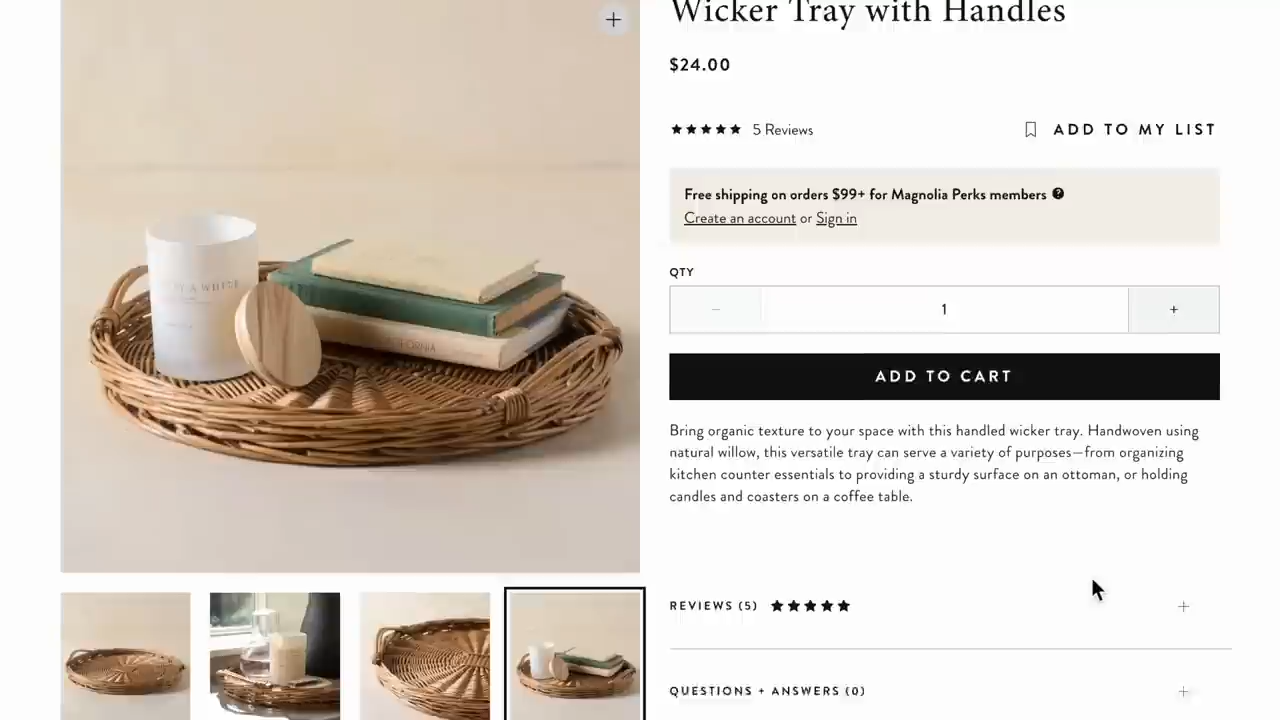 Wicker Tray with Handles
$24.00
5 Reviews
ADD TO MY LIST
Free shipping on orders $99+ for Magnolia Perks members ?
Create an account or Sign in
QTY
− 1 +
ADD TO CART
Bring organic texture to your space with this handled wicker tray. Handwoven using
natural willow, this versatile tray can serve a variety of purposes—from organizing
kitchen counter essentials to providing a sturdy surface on an ottoman, or holding
candles and coasters on a coffee table.
REVIEWS (5)
+
QUESTIONS + ANSWERS (0)
+